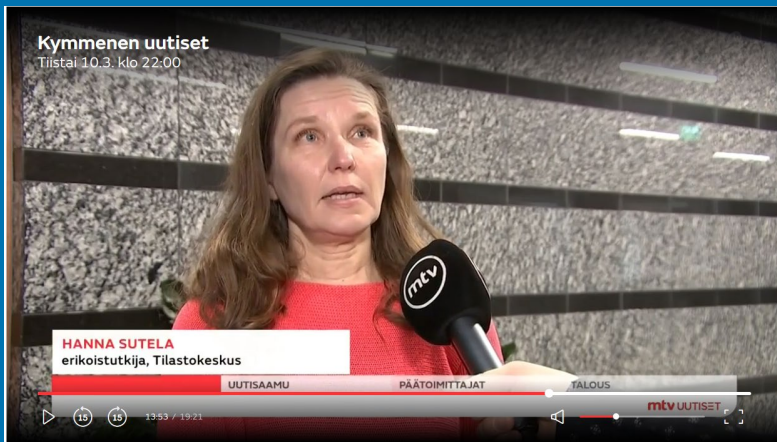 Kymmenen uutiset
Tiistai 10.3. klo 22:00
mtv
HANNA SUTELA
erikoistutkija, Tilastokeskus
UUTISAAMU PÄÄTOIMITTAJAT TALOUS
mtv UUTISET
15 15 13:53 / 19:21